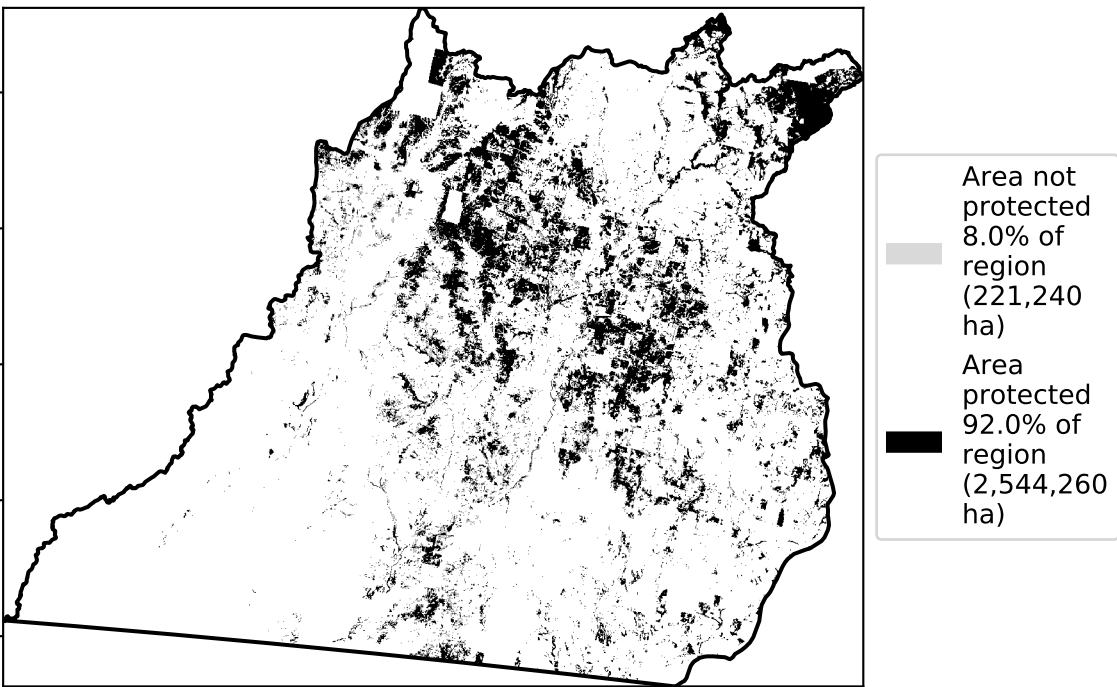 Area not
protected
8.0% of
region
(221,240
ha)
Area
protected
92.0% of
region
(2,544,260
ha)